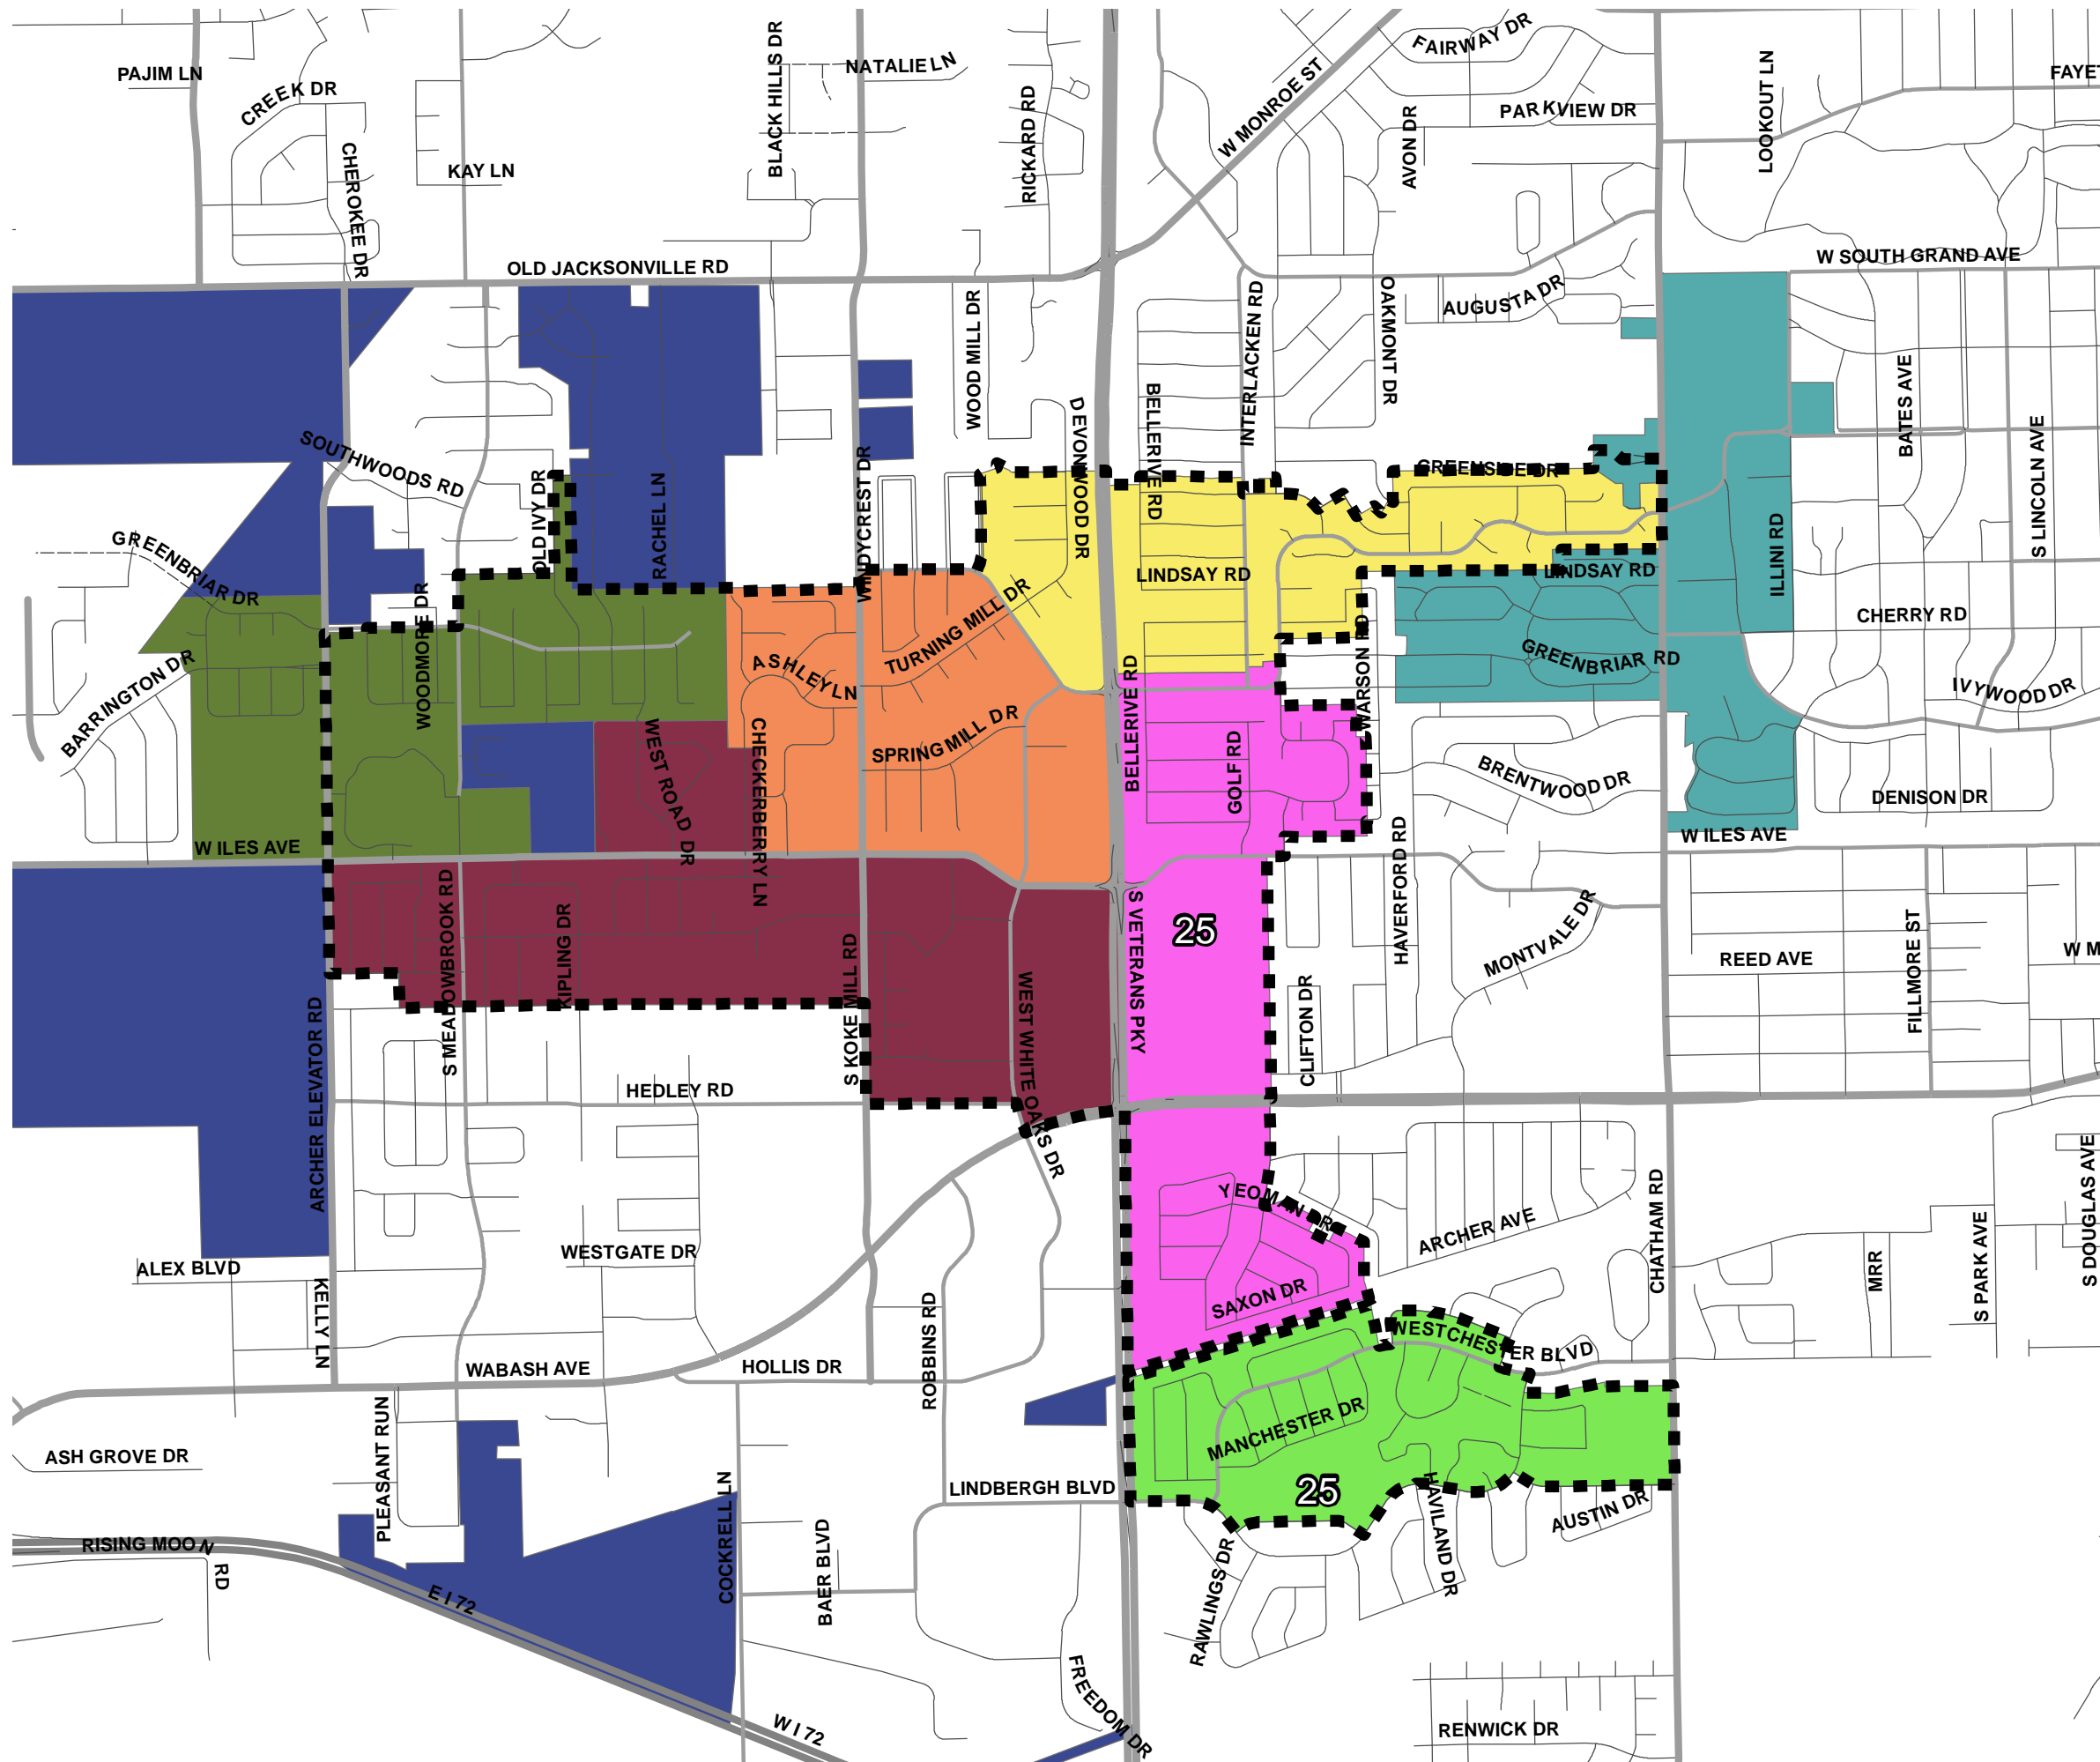 FAIRWAY DR
PAJIM LN
NATALIE LN
FAYET
CREEK DR
BLACK HILLS DR
RICKARD RD
W MONROE ST
PARKVIEW DR
LOOKOUT LN
AVON DR
KAY LN
CHEROKEE DR
OLD JACKSONVILLE RD
W SOUTH GRAND AVE
AUGUSTA DR
WOOD MILL DR
INTERLACKEN RD
OAKMONT DR
BATES AVE
DEVONWOOD DR
BELLERIVE RD
S LINCOLN AVE
SOUTHWOODS RD
OLD IVY DR
RACHEL LN
WINDYCREST DR
GREENSIDE DR
ILLINI RD
GREENBRIAR DR
LINDSAY RD
LINDSAY RD
WOODMORE DR
TURNING MILL DR
CHERRY RD
BARRINGTON DR
ASHLEY LN
WARSON RD
GREENBRIAR RD
IVYWOOD DR
BELLERIVE RD
WEST ROAD DR
CHECKERBERRY LN
SPRING MILL DR
GOLF RD
BRENTWOOD DR
DENISON DR
W ILES AVE
W ILES AVE
S MEADOWBROOK RD
KIPLING DR
S KOKE MILL RD
WEST WHITE OAKS DR
S VETERANS PKY
25
HAVERFORD RD
MONTVALE DR
REED AVE
FILLMORE ST
W M
CLIFTON DR
ARCHER ELEVATOR RD
HEDLEY RD
YEOMAN DR
ARCHER AVE
CHATHAM RD
S DOUGLAS AVE
S PARK AVE
MRR
WESTGATE DR
ALEX BLVD
KELLY LN
SAXON DR
ROBBINS RD
WESTCHESTER BLVD
WABASH AVE
HOLLIS DR
PLEASANT RUN
MANCHESTER DR
ASH GROVE DR
LINDBERGH BLVD
25
HAVILAND DR
AUSTIN DR
COCKRELL LN
BAER BLVD
RISING MOON RD
RAWLINGS DR
E I 72
FREEDOM DR
W I 72
RENWICK DR